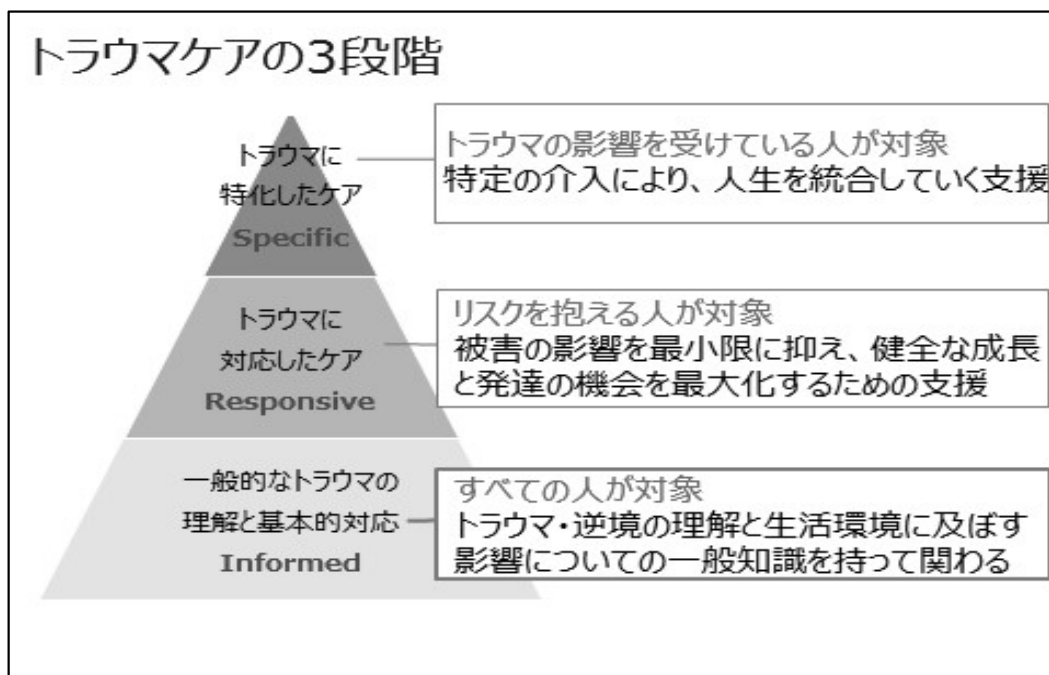 トラウマケアの3段階
トラウマに
特化したケア
Specific
トラウマの影響を受けている人が対象
特定の介入により、人生を統合していく支援
トラウマに
対応したケア
Responsive
リスクを抱える人が対象
被害の影響を最小限に抑え、健全な成長
と発達の機会を最大化するための支援
一般的なトラウマの
理解と基本的対応
Informed
すべての人が対象
トラウマ・逆境の理解と生活環境に及ぼす
影響についての一般知識を持って関わる